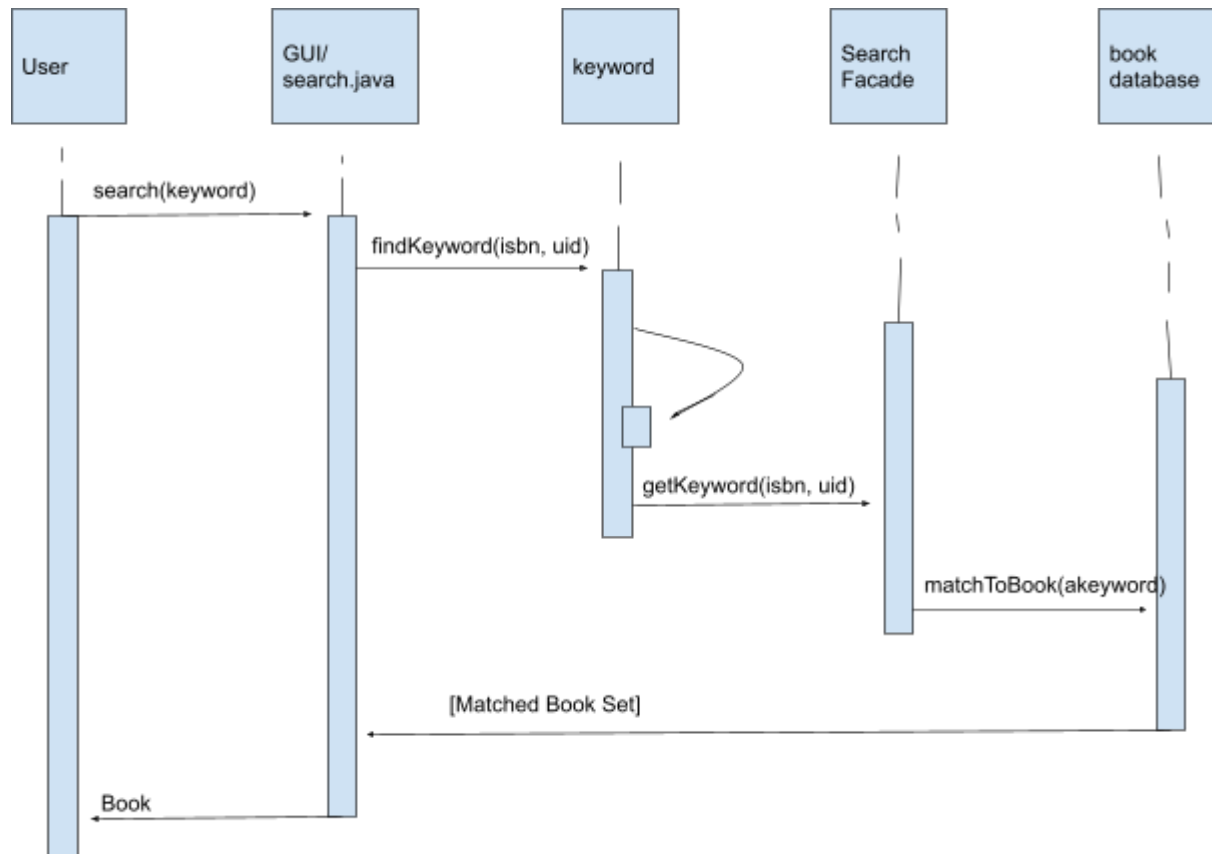 User
GUI/
search.java
keyword
Search
Facade
book
database
search(keyword)
findKeyword(isbn, uid)
getKeyword(isbn, uid)
matchToBook(akeyword)
[Matched Book Set]
Book